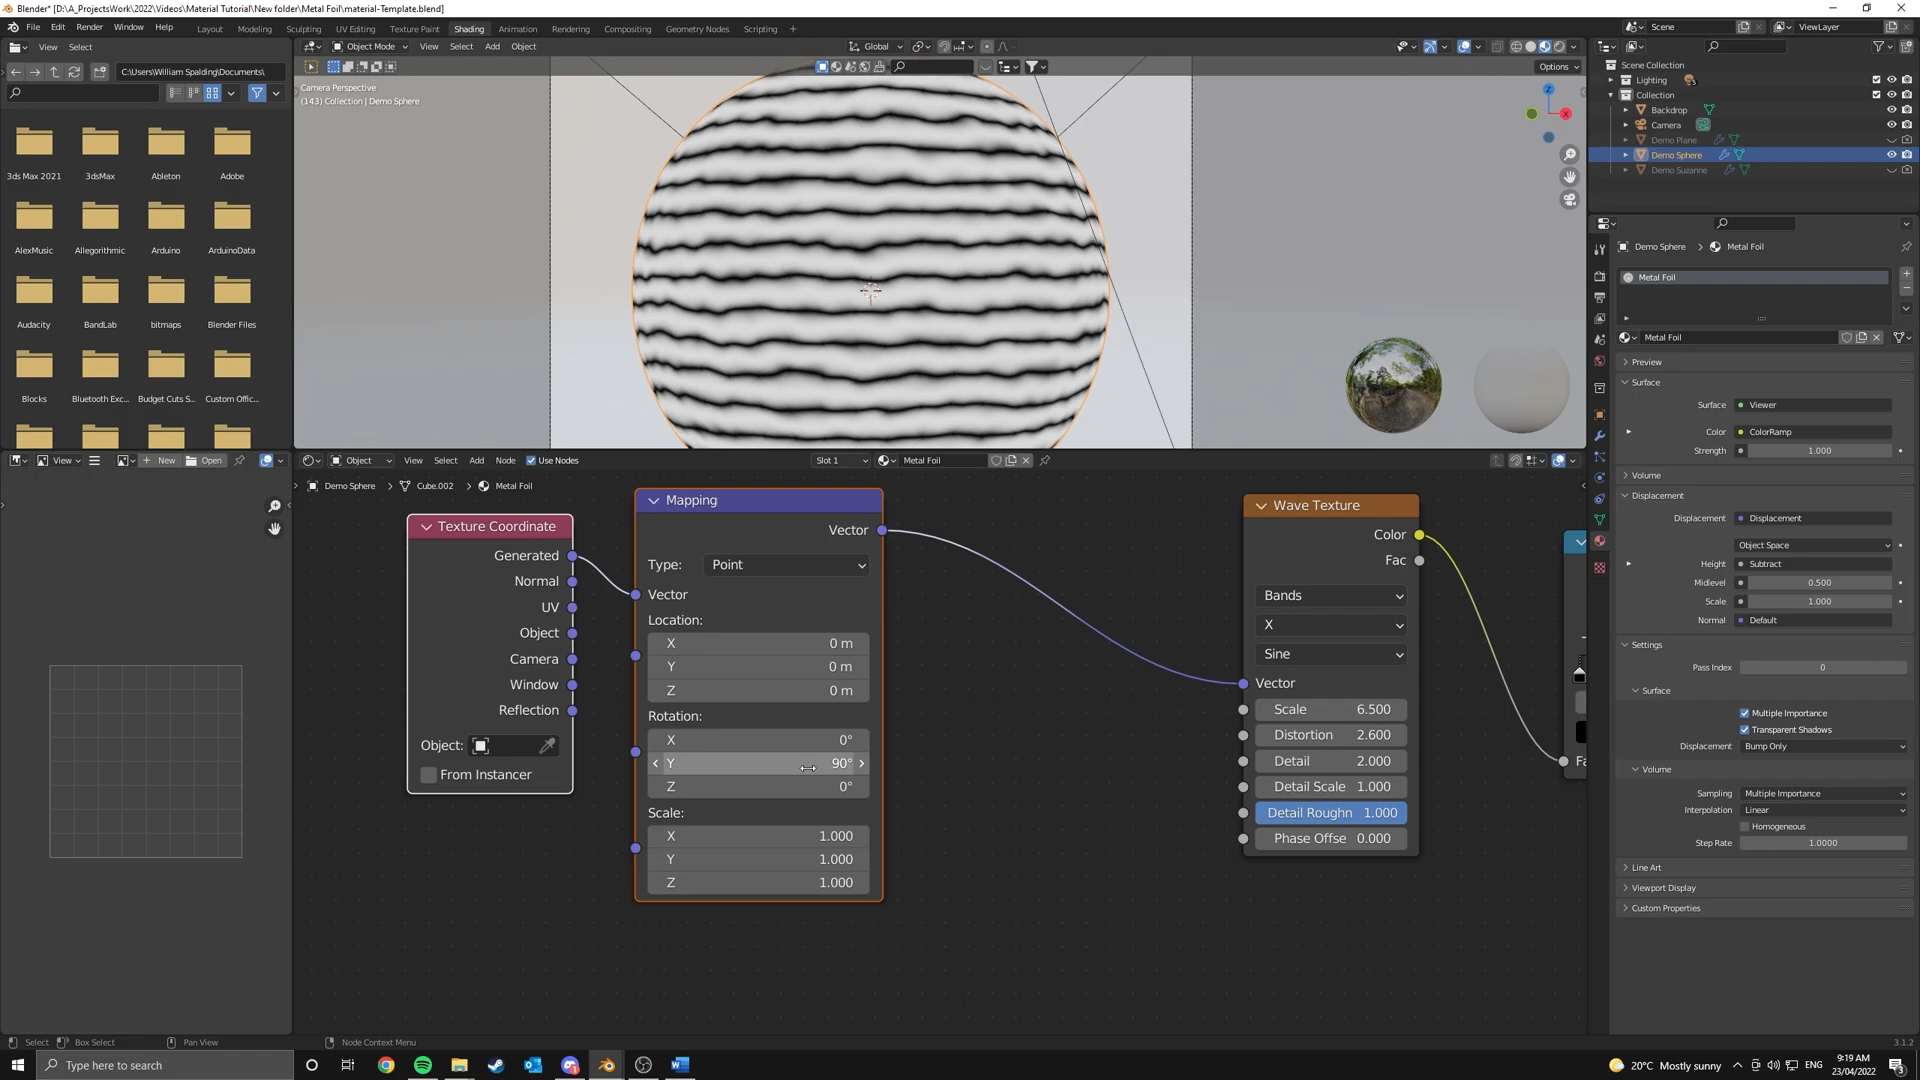 Blender* [D:\A_ProjectsWork\2022\Videos\Material Tutorial\New folder\Metal Foil\material-Template.blend]
File Edit Render Window Help Layout Modeling Sculpting UV Editing Texture Paint Shading Animation Rendering Compositing Geometry Nodes Scripting + Scene ViewLayer
View Select Object Mode View Select Add Object Global
C:\Users\William Spalding\Documents\ Options
Camera Perspective
(143) Collection | Demo Sphere
Z
X
Scene Collection
Lighting
Collection
Backdrop
Camera
Demo Plane
Demo Sphere
Demo Suzanne
3ds Max 2021 3dsMax Ableton Adobe
AlexMusic Allegorithmic Arduino ArduinoData
Audacity BandLab bitmaps Blender Files
Blocks Bluetooth Exc... Budget Cuts S... Custom Offic...
View New Open Object View Select Add Node Use Nodes Slot 1 Metal Foil
Demo Sphere > Cube.002 > Metal Foil
Texture Coordinate
Generated
Normal
UV
Object
Camera
Window
Reflection
Object:
From Instancer
Mapping
Vector
Type: Point
Vector
Location:
X 0 m
Y 0 m
Z 0 m
Rotation:
X 0°
Y 90°
Z 0°
Scale:
X 1.000
Y 1.000
Z 1.000
Wave Texture
Color
Fac
Bands
X
Sine
Vector
Scale 6.500
Distortion 2.600
Detail 2.000
Detail Scale 1.000
Detail Roughn 1.000
Phase Offse 0.000
Fa
Demo Sphere > Metal Foil
Metal Foil
Metal Foil
Preview
Surface
Surface Viewer
Color ColorRamp
Strength 1.000
Volume
Displacement
Displacement Displacement
Object Space
Height Subtract
Midlevel 0.500
Scale 1.000
Normal Default
Settings
Pass Index 0
Surface
Multiple Importance
Transparent Shadows
Displacement Bump Only
Volume
Sampling Multiple Importance
Interpolation Linear
Homogeneous
Step Rate 1.0000
Line Art
Viewport Display
Custom Properties
Select Box Select Pan View Node Context Menu 3.1.2
Type here to search 20°C Mostly sunny ENG 9:19 AM
23/04/2022